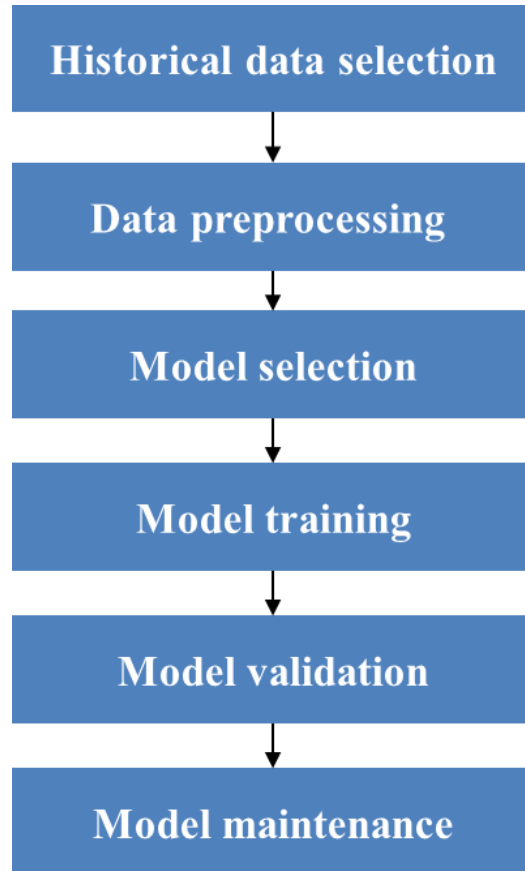 Historical data selection
Data preprocessing
Model selection
Model training
Model validation
Model maintenance